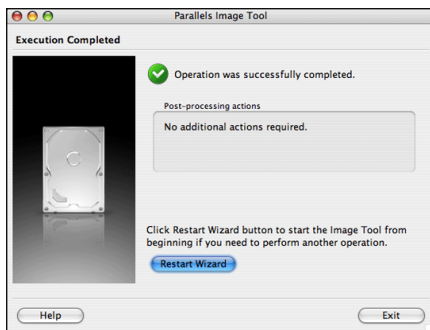 Parallels Image Tool
Execution Completed
Operation was successfully completed.
Post-processing actions
No additional actions required.
Click Restart Wizard button to start the Image Tool from
beginning if you need to perform another operation.
Restart Wizard
Help
Exit